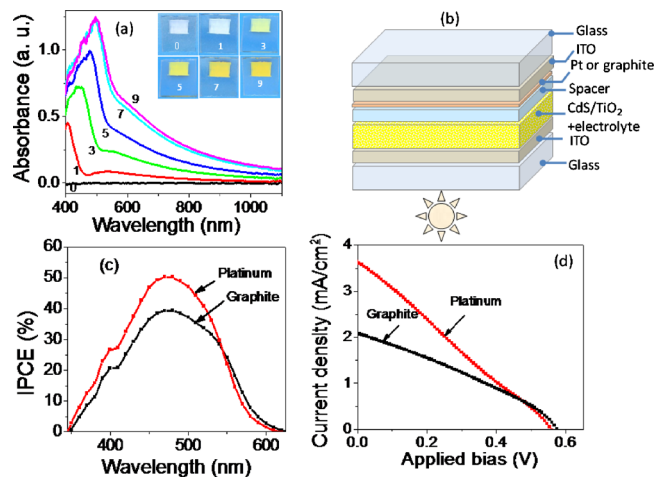 (a)
Absorbance (a. u.)
1.0
0.5
0.0
0
1
3
5
7
9
0
1
3
5
7
9
400 600 800 1000
Wavelength (nm)
(b)
Glass
ITO
Pt or graphite
Spacer
CdS/TiO₂
+electrolyte
ITO
Glass
(c)
IPCE (%)
60
50
40
30
20
10
0
Platinum
Graphite
400 500 600
Wavelength (nm)
(d)
Current density (mA/cm²)
4
3
2
1
0
Graphite
Platinum
0.0 0.2 0.4 0.6
Applied bias (V)